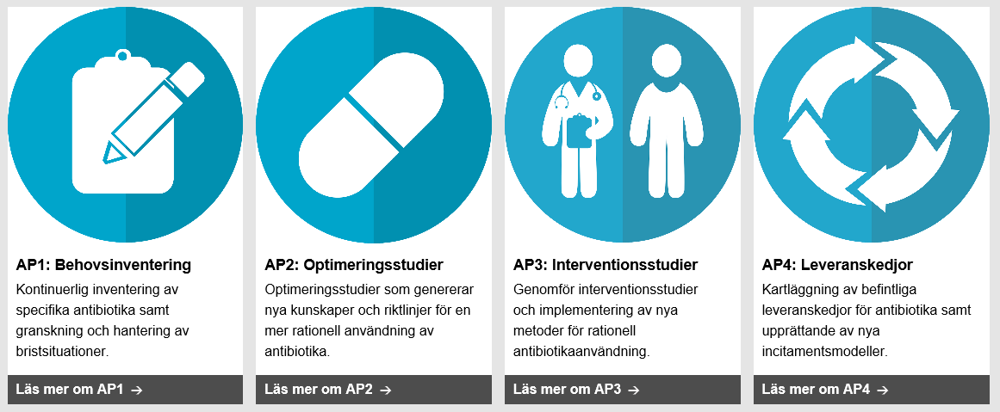 AP1: Behovsinventering
Kontinuerlig inventering av
specifika antibiotika samt
granskning och hantering av
bristsituationer.
Läs mer om AP1 →
AP2: Optimeringsstudier
Optimeringsstudier som genererar
nya kunskaper och riktlinjer för en
mer rationell användning av
antibiotika.
Läs mer om AP2 →
AP3: Interventionsstudier
Genomför interventionsstudier
och implementering av nya
metoder för rationell
antibiotikaanvändning.
Läs mer om AP3 →
AP4: Leveranskedjor
Kartläggning av befintliga
leveranskedjor för antibiotika samt
upprättande av nya
incitamentsmodeller.
Läs mer om AP4 →